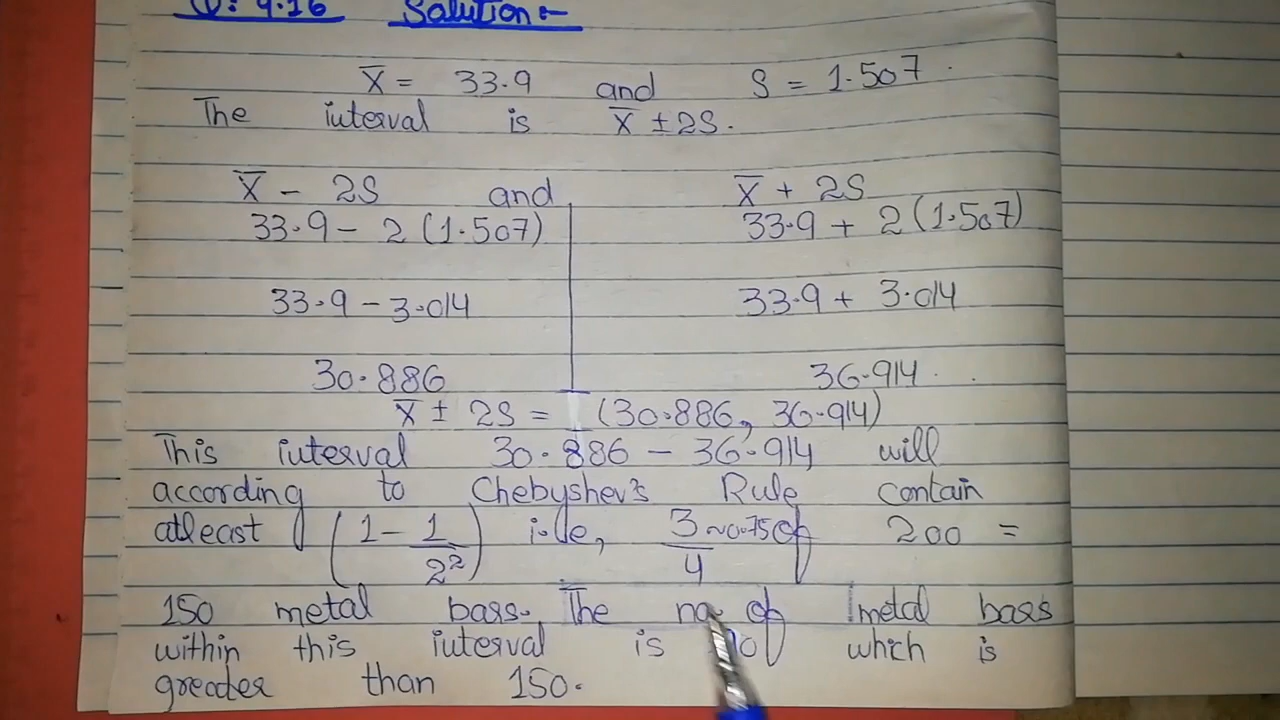 Q: 4.16 Solution:-
X̄ = 33.9 and S = 1.507
The interval is X̄ ± 2S.
X̄ - 2S and X̄ + 2S
33.9 - 2 (1.507) 33.9 + 2 (1.507)
33.9 - 3.014 33.9 + 3.014
30.886 36.914
X̄ ± 2S = (30.886, 36.914)
This interval 30.886 - 36.914 will
according to Chebyshev's Rule contain
atleast (1 - 1/2²) i.e, 3/4 ~0.75 of 200 =
150 metal bars. The no of metal bars
within this interval is which is
greater than 150.